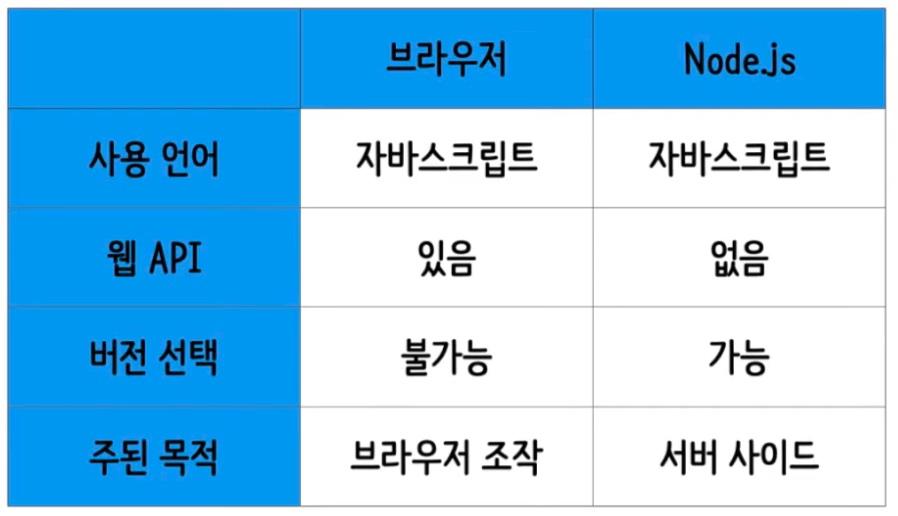 브라우저 Node.js
사용 언어 자바스크립트 자바스크립트
웹 API 있음 없음
버전 선택 불가능 가능
주된 목적 브라우저 조작 서버 사이드